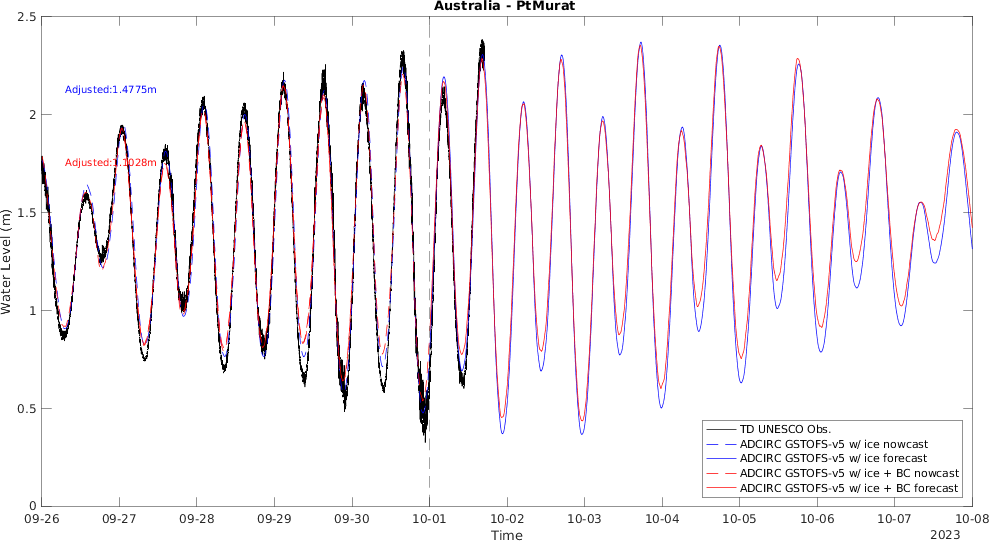 Australia - PtMurat
2.5
2
1.5
1
0.5
0
Water Level (m)
Adjusted:1.4775m
Adjusted:1.1028m
TD UNESCO Obs.
ADCIRC GSTOFS-v5 w/ ice nowcast
ADCIRC GSTOFS-v5 w/ ice forecast
ADCIRC GSTOFS-v5 w/ ice + BC nowcast
ADCIRC GSTOFS-v5 w/ ice + BC forecast
09-26 09-27 09-28 09-29 09-30 10-01 10-02 10-03 10-04 10-05 10-06 10-07 10-08
Time
2023